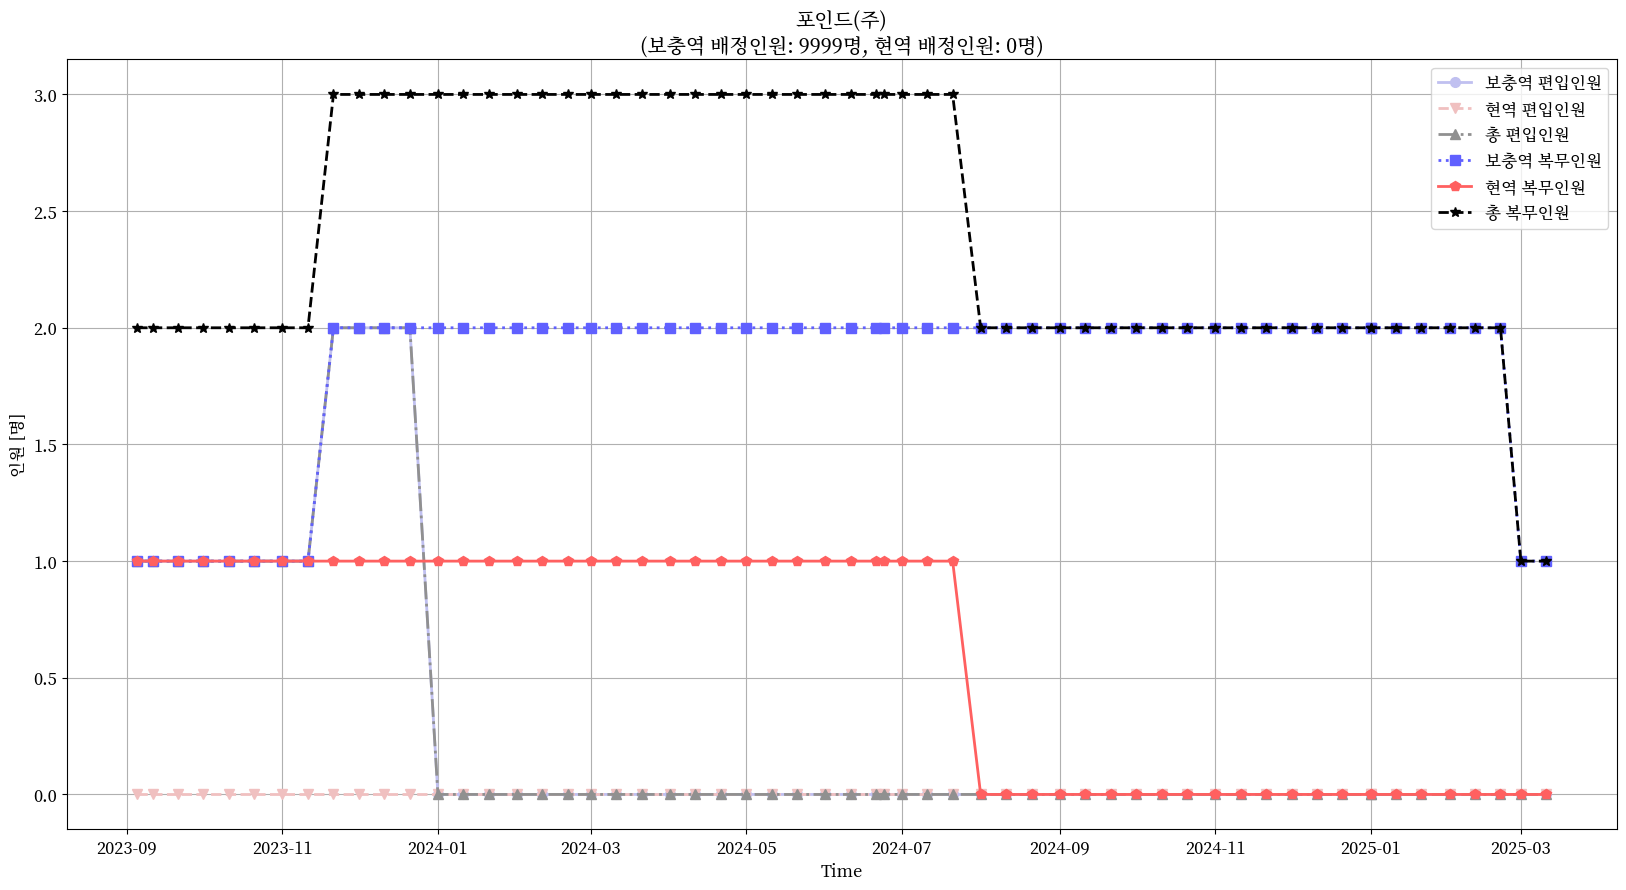 포인드(주)
(보충역 배정인원: 9999명, 현역 배정인원: 0명)
보충역 편입인원
현역 편입인원
총 편입인원
보충역 복무인원
현역 복무인원
총 복무인원
3.0
2.5
2.0
1.5
1.0
0.5
0.0
인원 [명]
2023-09 2023-11 2024-01 2024-03 2024-05 2024-07 2024-09 2024-11 2025-01 2025-03
Time